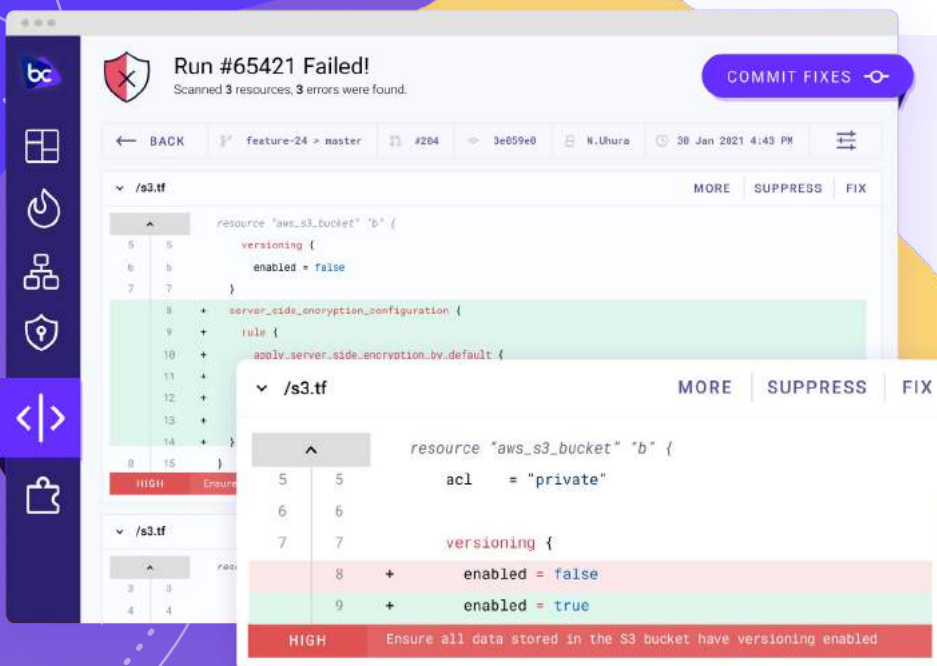 bc
Run #65421 Failed!
Scanned 3 resources, 3 errors were found.
COMMIT FIXES
BACK
feature-24 > master
#204
3e059e0
N.Uhura
30 Jan 2021 4:43 PM
/s3.tf
MORE SUPPRESS FIX
resource "aws_s3_bucket" "b" {
5 5 versioning {
6 6 enabled = false
7 7 }
8 + server_side_encryption_configuration {
9 + rule {
10 + apply_server_side_encryption_by_default {
11 +
12 +
13 +
14 + }
8 15 }
HIGH Ensure
/s3.tf
3 3
4 4
/s3.tf
MORE SUPPRESS FIX
resource "aws_s3_bucket" "b" {
5 5 acl = "private"
6 6
7 7 versioning {
8 + enabled = false
9 + enabled = true
HIGH Ensure all data stored in the S3 bucket have versioning enabled